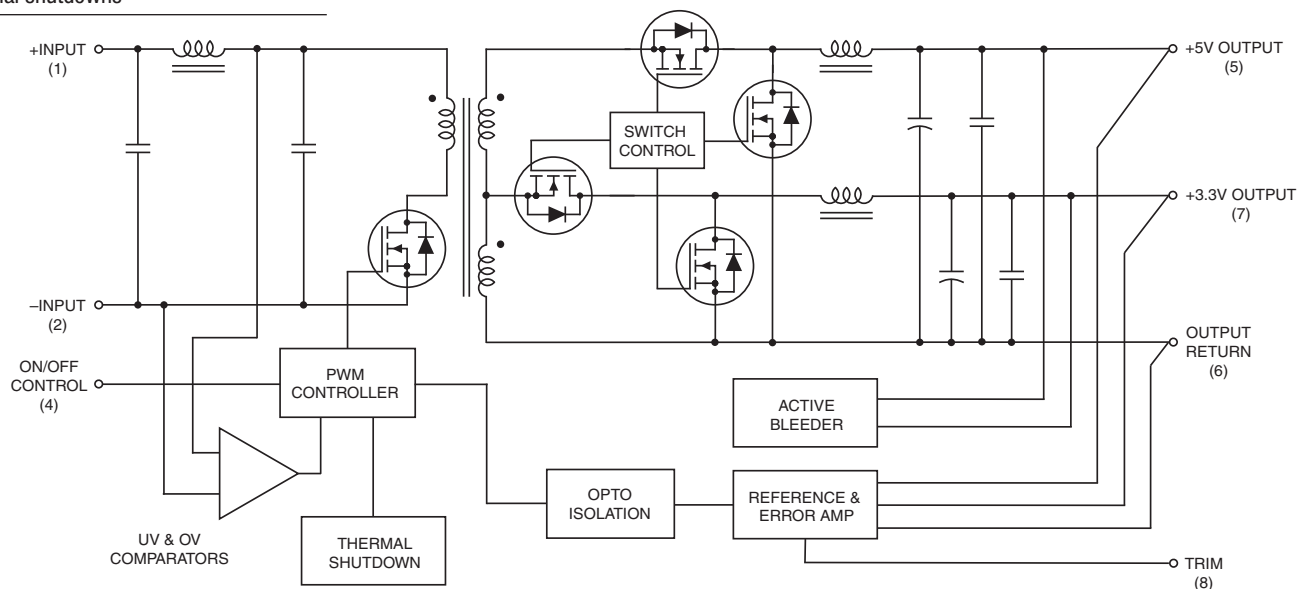 +INPUT
(1)
+5V OUTPUT
(5)
SWITCH
CONTROL
+3.3V OUTPUT
(7)
–INPUT
(2)
OUTPUT
RETURN
(6)
ON/OFF
CONTROL
(4)
PWM
CONTROLLER
ACTIVE
BLEEDER
OPTO
ISOLATION
REFERENCE &
ERROR AMP
UV & OV
COMPARATORS
THERMAL
SHUTDOWN
TRIM
(8)